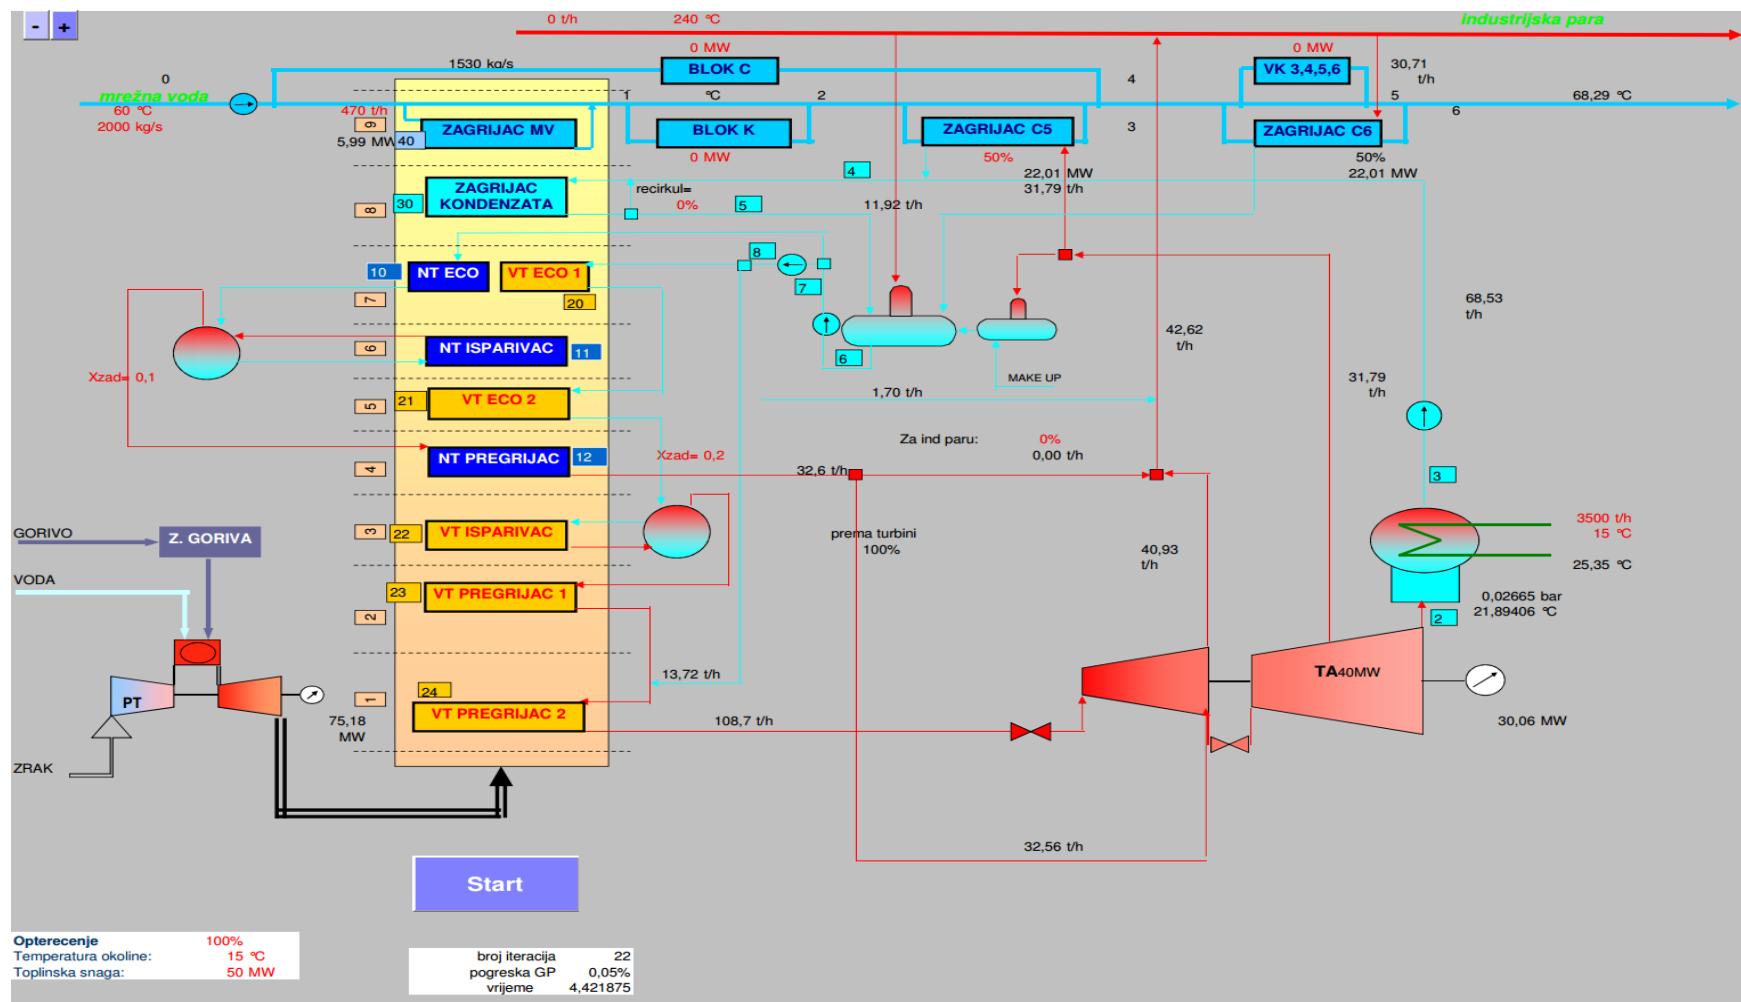 - +
0 t/h 240 °C industrijska para
0 MW 0 MW
1530 kg/s BLOK C VK 3,4,5,6 30,71
t/h
0 4
mrežna voda 1 °C 2 5 68,29 °C
60 °C 470 t/h 6
2000 kg/s
9 ZAGRIJAC MV BLOK K ZAGRIJAC C5 3 ZAGRIJAC C6
5,99 MW 40
0 MW 50% 50%
4 22,01 MW 22,01 MW
ZAGRIJAC recirkul= 31,79 t/h
KONDENZATA
8 30 0% 5 11,92 t/h
8
10 NT ECO VT ECO 1
7 20 7 68,53
t/h
42,62
t/h
6 NT ISPARIVAC 11 6
Xzad= 0,1 MAKE UP 31,79
t/h
5 21 VT ECO 2 1,70 t/h
Za ind paru: 0%
0,00 t/h
4 NT PREGRIJAC 12 Xzad= 0,2
32,6 t/h 3
GORIVO Z. GORIVA 3 22 VT ISPARIVAC prema turbini 3500 t/h
100% 40,93 15 °C
t/h 25,35 °C
VODA
23 VT PREGRIJAC 1 0,02665 bar
2 2 21,89406 °C
13,72 t/h TA40MW
PT 1 24
75,18 VT PREGRIJAC 2 108,7 t/h 30,06 MW
MW
ZRAK
32,56 t/h
Start
Opterecenje 100%
Temperatura okoline: 15 °C
Toplinska snaga: 50 MW
broj iteracija 22
pogreska GP 0,05%
vrijeme 4,421875